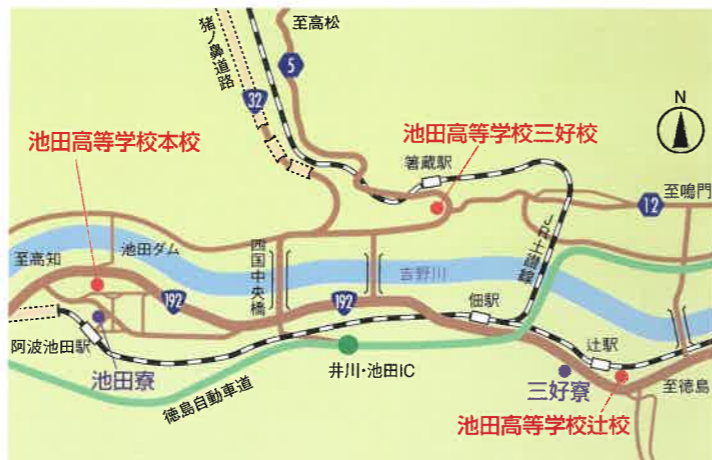 至高松
猪ノ鼻道路
5
32
N
池田高等学校本校
池田高等学校三好校
箸蔵駅
至鳴門
12
JR土讃線
至高知
池田ダム
四国中央橋
吉野川
192
192
佃駅
阿波池田駅
辻駅
池田寮
井川・池田IC
三好寮
至徳島
徳島自動車道
池田高等学校辻校